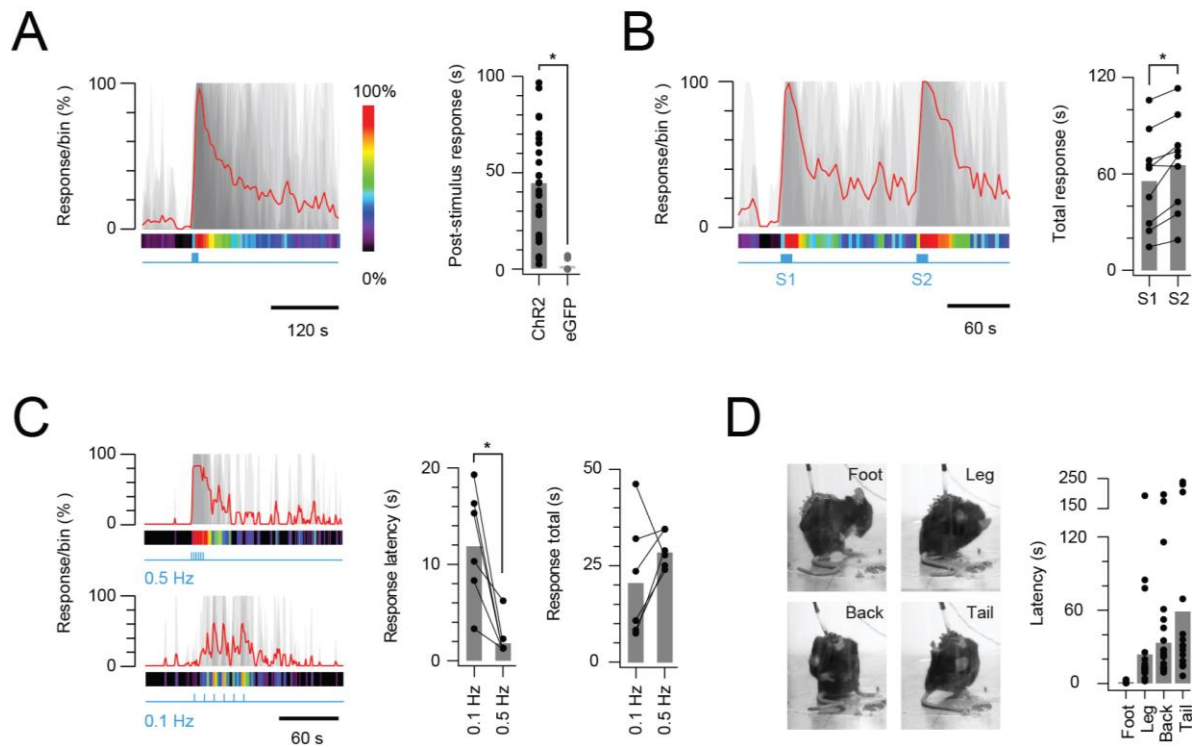 A
Response/bin (%)
100
0
100%
0%
120 s
Post-stimulus response (s)
100
50
0
ChR2
eGFP
*
B
Response/bin (%)
100
0
S1
S2
60 s
Total response (s)
120
60
0
S1
S2
*
C
Response/bin (%)
100
0
0.5 Hz
Response/bin (%)
100
0
0.1 Hz
60 s
Response latency (s)
20
10
0
0.1 Hz
0.5 Hz
*
Response total (s)
50
25
0
0.1 Hz
0.5 Hz
D
Foot
Leg
Back
Tail
Latency (s)
250
150
60
0
Foot
Leg
Back
Tail